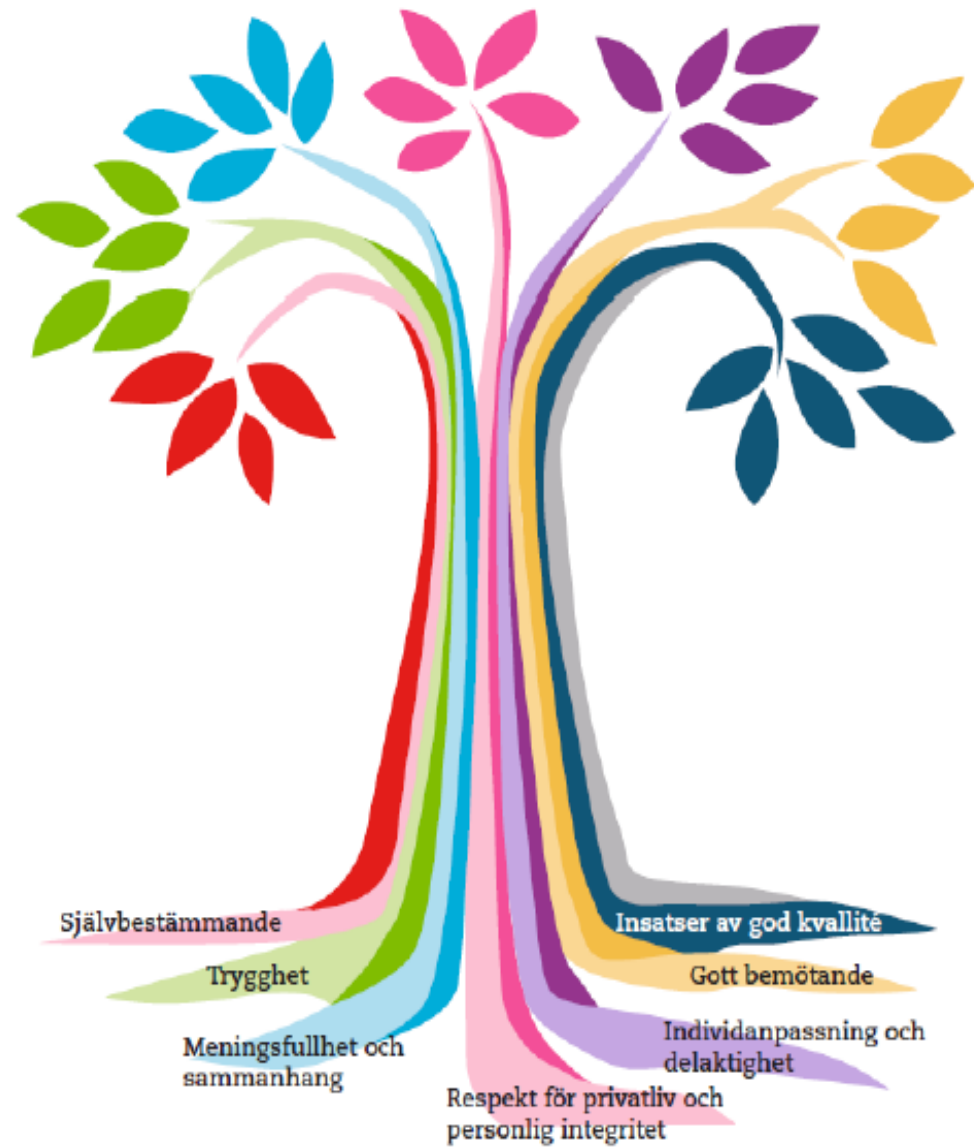 Självbestämmande
Insatser av god kvallité
Trygghet
Gott bemötande
Meningsfullhet och
sammanhang
Individanpassning och
delaktighet
Respekt för privatliv och
personlig integritet